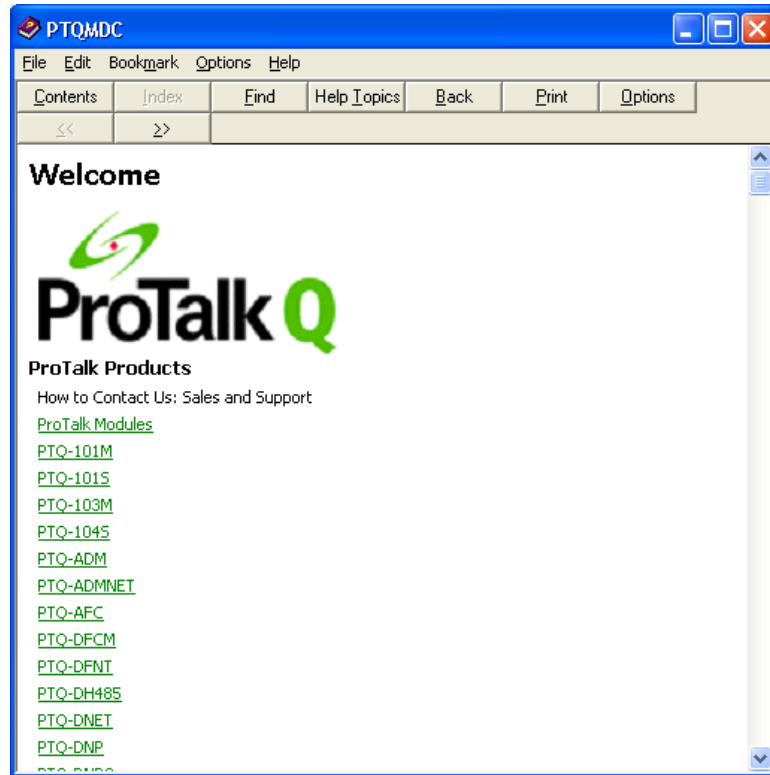 PTQMDC
File Edit Bookmark Options Help
Contents Index Find Help Topics Back Print Options
<< >>
Welcome
ProTalk Q
ProTalk Products
How to Contact Us: Sales and Support
ProTalk Modules
PTQ-101M
PTQ-101S
PTQ-103M
PTQ-104S
PTQ-ADM
PTQ-ADMNET
PTQ-AFC
PTQ-DFCM
PTQ-DFNT
PTQ-DH485
PTQ-DNET
PTQ-DNP